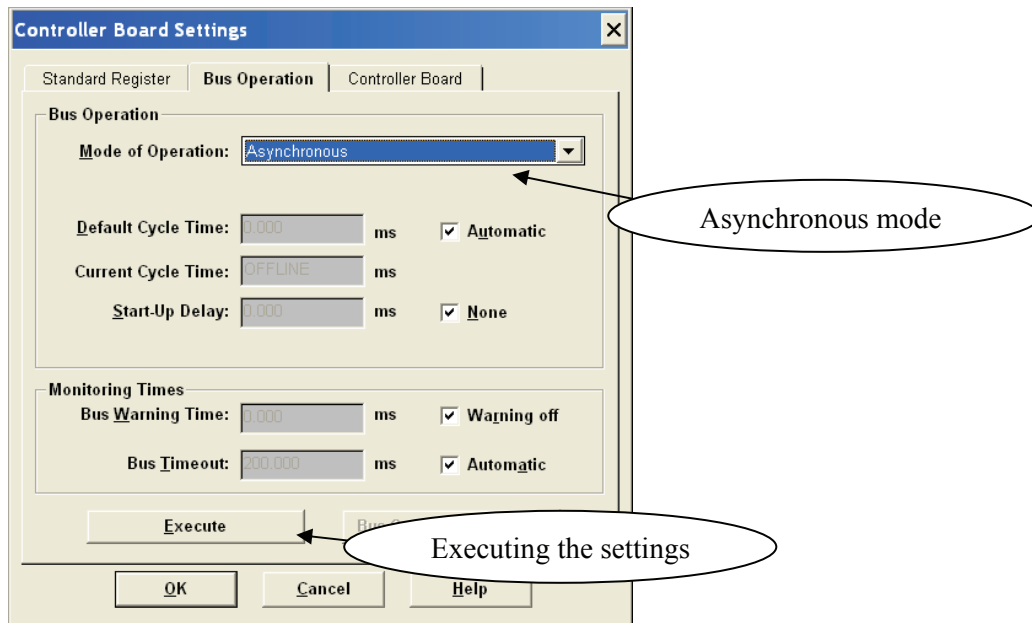 Controller Board Settings
Standard Register Bus Operation Controller Board
Bus Operation
Mode of Operation: Asynchronous
Asynchronous mode
Default Cycle Time: 0.000 ms Automatic
Current Cycle Time: OFFLINE ms
Start-Up Delay: 0.000 ms None
Monitoring Times
Bus Warning Time: 0.000 ms Warning off
Bus Timeout: 200.000 ms Automatic
Execute Bus
Executing the settings
OK Cancel Help